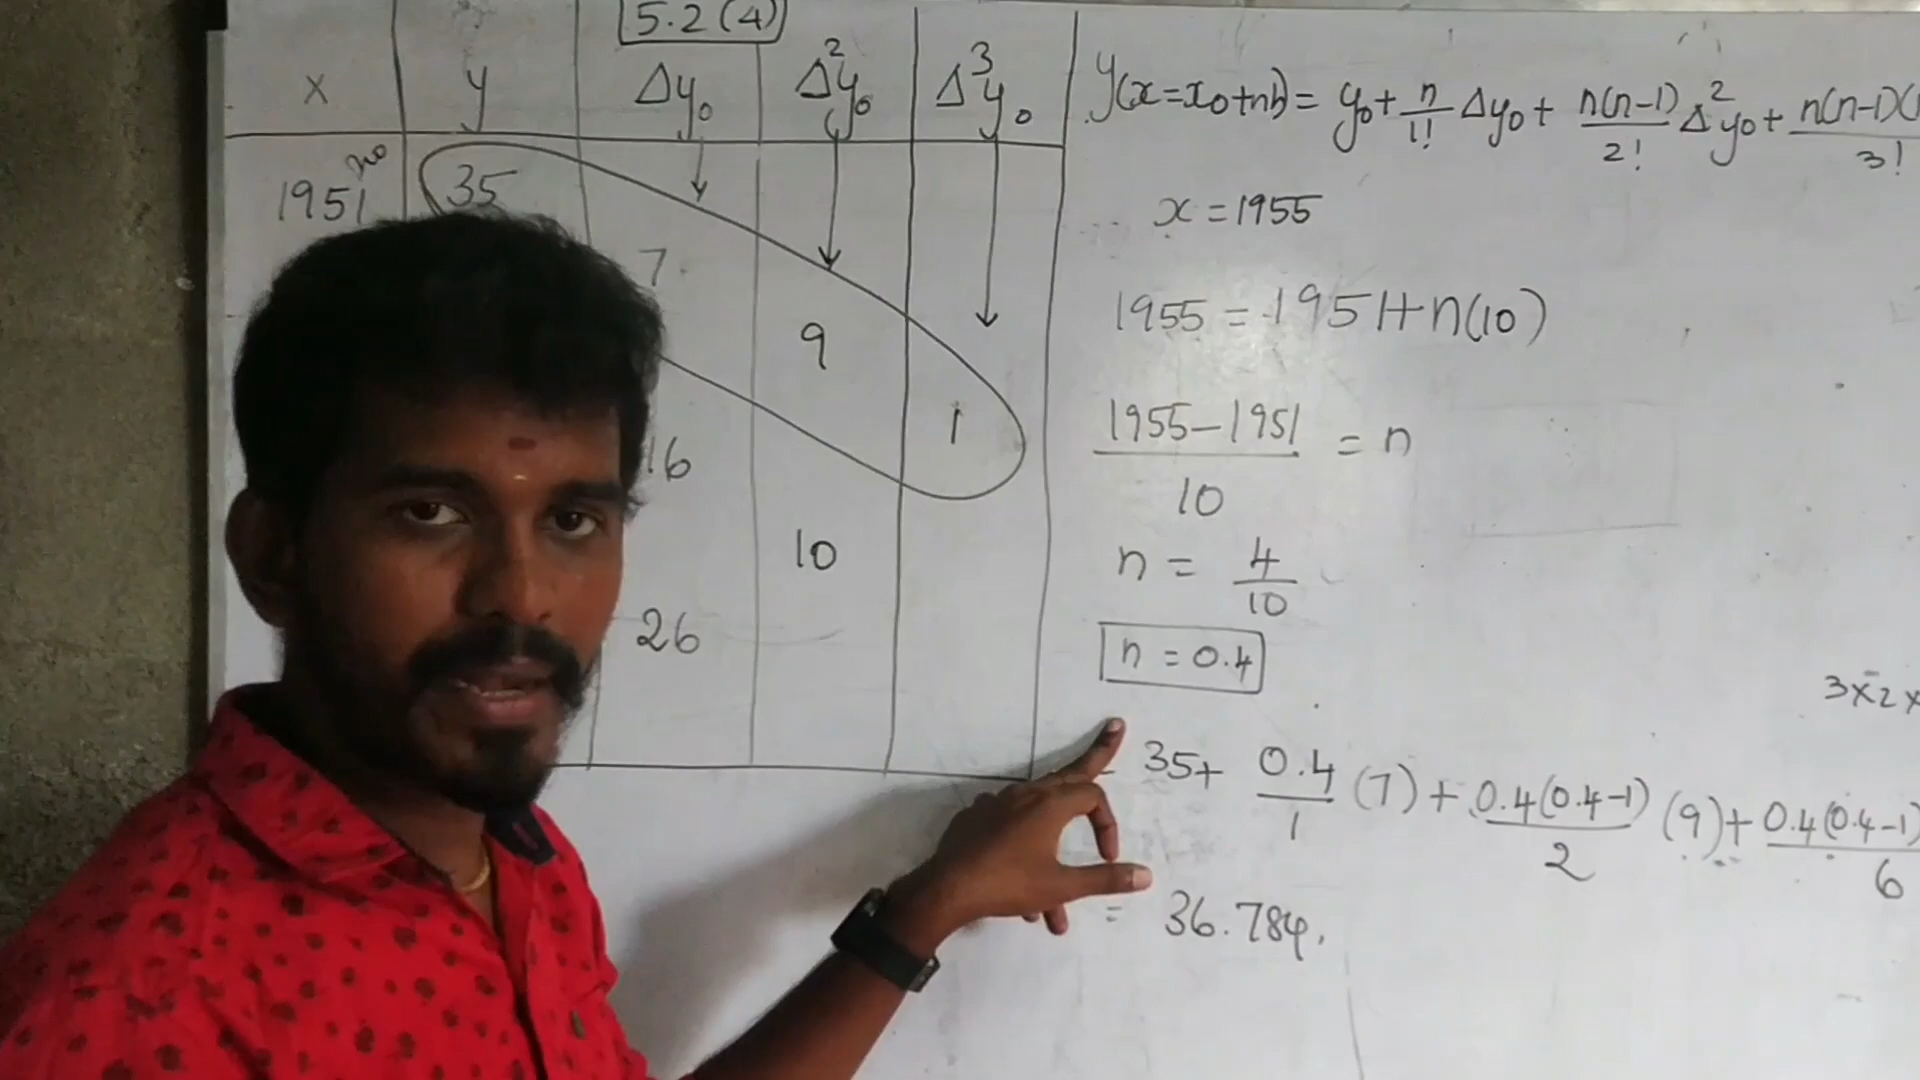 5.2 (4)
x y Δy₀ Δ²y₀ Δ³y₀
1951 35
7
9
1
16
10
26
y(x=x₀+nh) = y₀ + n/1! Δy₀ + n(n-1)/2! Δ²y₀ + n(n-1)( /3!
x = 1955
1955 = 1951+n(10)
1955-1951/10 = n
n = 4/10
n = 0.4
3×2×
35+ 0.4/1 (7) + 0.4(0.4-1)/2 (9) + 0.4(0.4-1)/6
= 36.784.